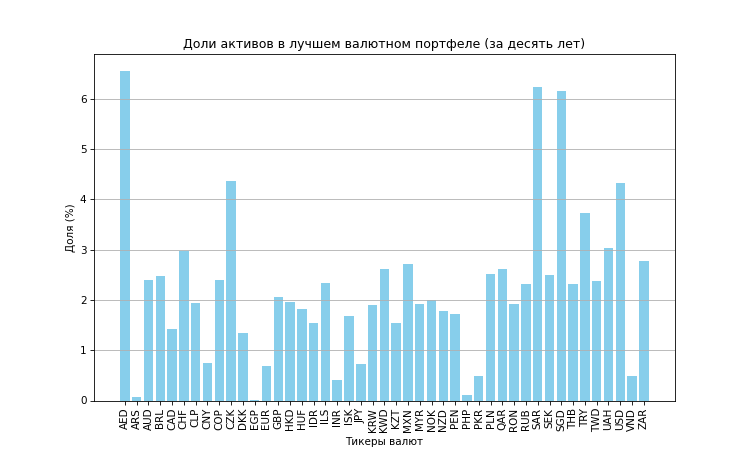 Доли активов в лучшем валютном портфеле (за десять лет)
Доля (%)
6
5
4
3
2
1
0
AED ARS AUD BRL CAD CHF CLP CNY COP CZK DKK EGP EUR GBP HKD HUF IDR ILS INR ISK JPY KRW KWD KZT MXN MYR NOK NZD PEN PHP PKR PLN QAR RON RUB SAR SEK SGD THB TRY TWD UAH USD VND ZAR
Тикеры валют